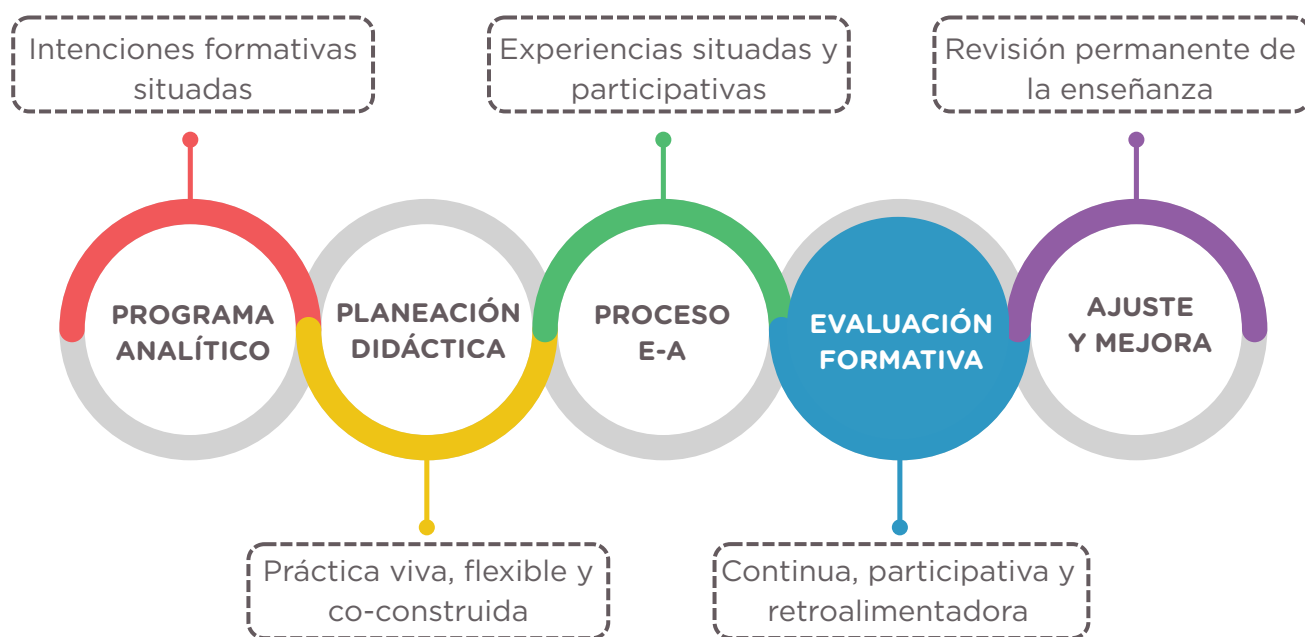 Intenciones formativas
situadas
Experiencias situadas y
participativas
Revisión permanente de
la enseñanza
PROGRAMA
ANALÍTICO
PLANEACIÓN
DIDÁCTICA
PROCESO
E-A
EVALUACIÓN
FORMATIVA
AJUSTE
Y MEJORA
Práctica viva, flexible y
co-construida
Continua, participativa y
retroalimentadora